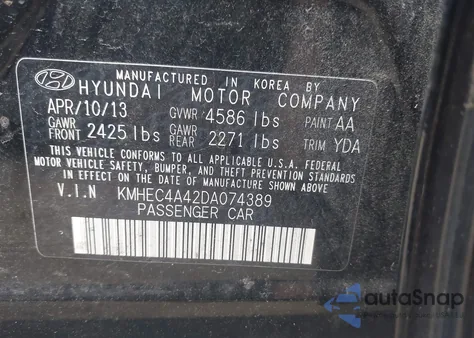 MANUFACTURED IN KOREA BY
HYUNDAI MOTOR COMPANY
APR/10/13 GVWR 4586 lbs PAINT AA
GAWR FRONT 2425 lbs GAWR REAR 2271 lbs TRIM YDA
THIS VEHICLE CONFORMS TO ALL APPLICABLE U.S.A. FEDERAL
MOTOR VEHICLE SAFETY, BUMPER, AND THEFT PREVENTION STANDARDS
IN EFFECT ON THE DATE OF MANUFACTURE SHOWN ABOVE.
V.I.N KMHEC4A42DA074389
PASSENGER CAR
autoSnap